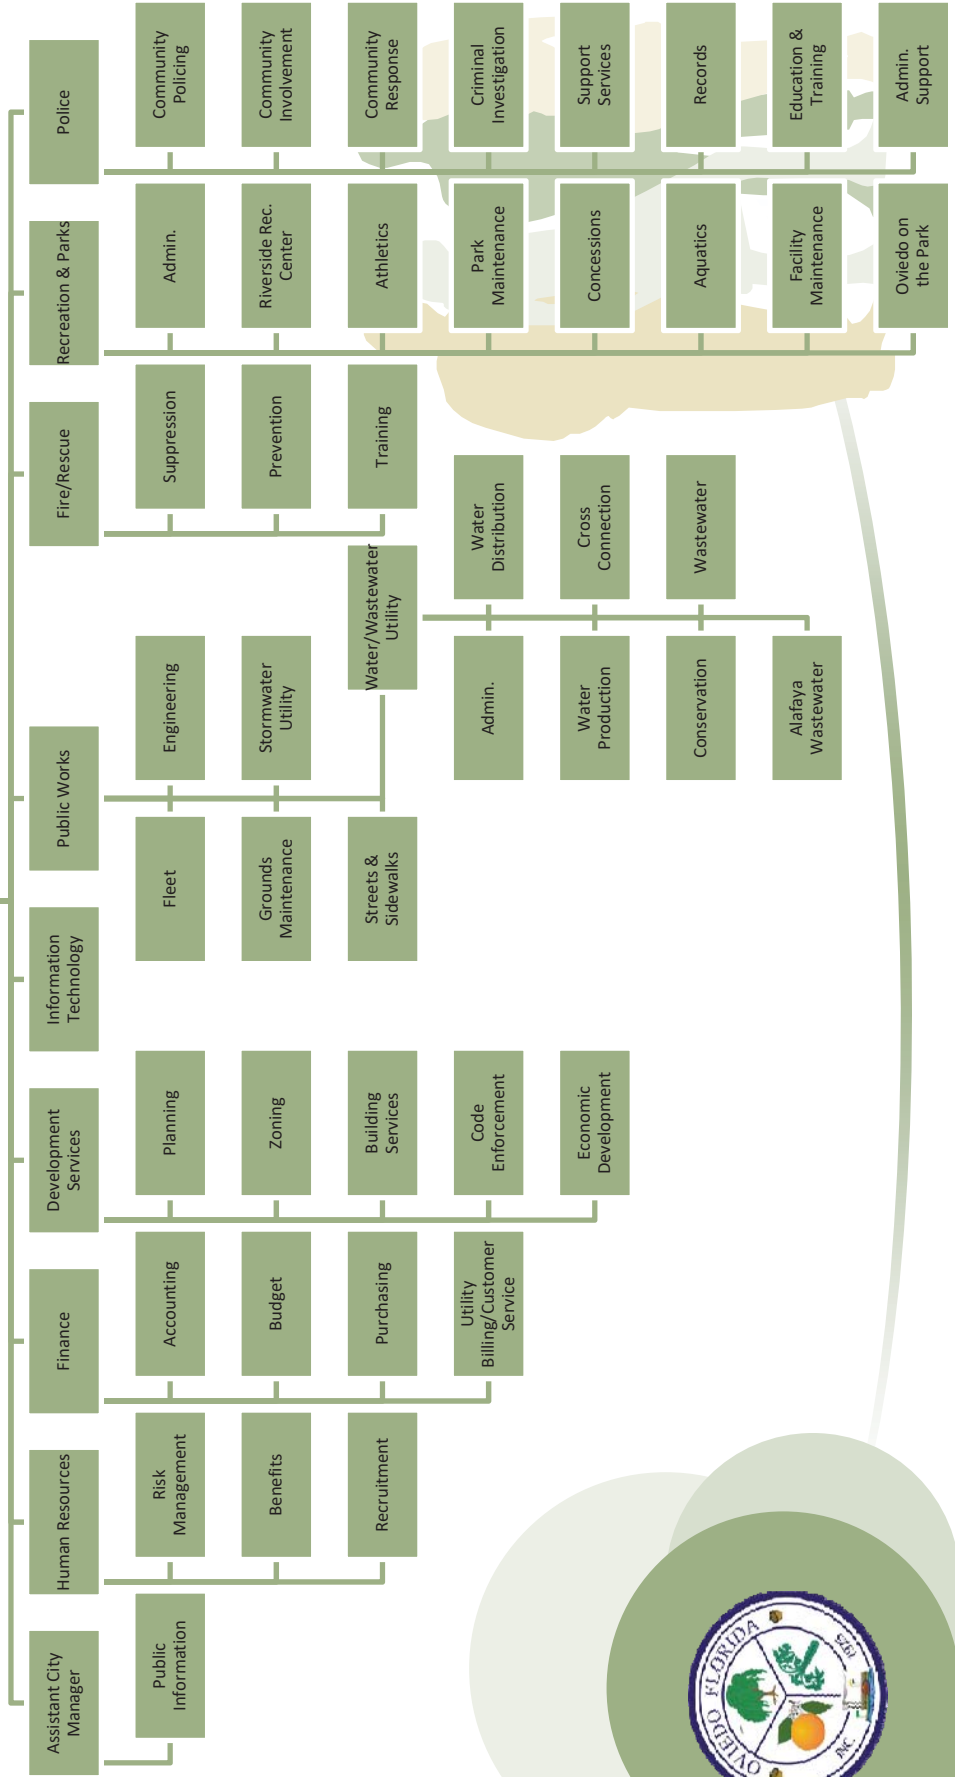 Assistant City
Manager
Public
Information
Human Resources
Risk
Management
Benefits
Recruitment
Finance
Accounting
Budget
Purchasing
Utility
Billing/Customer
Service
Development
Services
Planning
Zoning
Building
Services
Code
Enforcement
Economic
Development
Information
Technology
Public Works
Fleet
Engineering
Grounds
Maintenance
Stormwater
Utility
Streets &
Sidewalks
Water/Wastewater
Utility
Admin.
Water
Distribution
Water
Production
Cross
Connection
Conservation
Wastewater
Alafaya
Wastewater
Fire/Rescue
Suppression
Prevention
Training
Recreation & Parks
Admin.
Riverside Rec.
Center
Athletics
Park
Maintenance
Concessions
Aquatics
Facility
Maintenance
Oviedo on
the Park
Police
Community
Policing
Community
Involvement
Community
Response
Criminal
Investigation
Support
Services
Records
Education &
Training
Admin.
Support
OVIEDO FLORIDA
INC. 1925